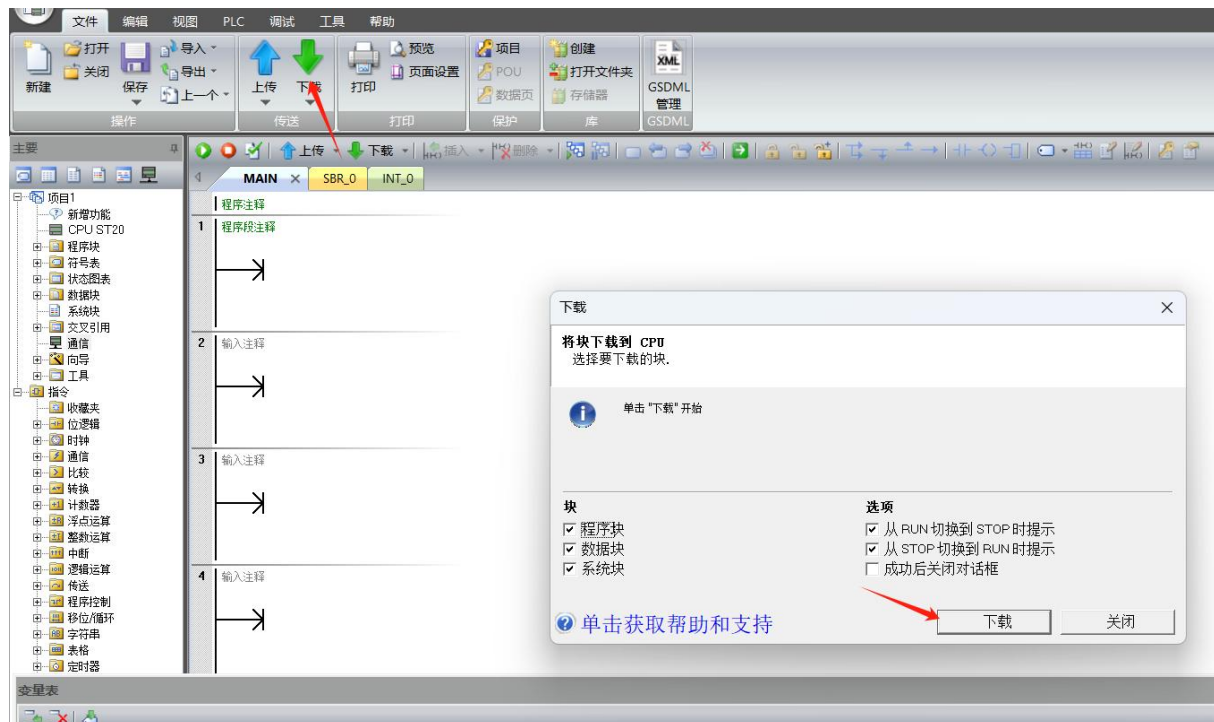 文件 编辑 视图 PLC 调试 工具 帮助
新建
打开
关闭
保存
导入
导出
上一个
操作
上传
下载
传送
打印
预览
页面设置
打印
项目
POU
数据页
保护
创建
打开文件夹
存储器
库
XML
GSDML
管理
GSDML
主要
上传 下载 插入 删除
MAIN SBR_0 INT_0
项目1
新增功能
CPU ST20
程序块
符号表
状态图表
数据块
系统块
交叉引用
通信
向导
工具
指令
收藏夹
位逻辑
时钟
通信
比较
转换
计数器
浮点运算
整数运算
中断
逻辑运算
传送
程序控制
移位/循环
字符串
表格
定时器
程序注释
1 程序段注释
2 输入注释
3 输入注释
4 输入注释
下载
将块下载到 CPU
选择要下载的块.
单击 "下载" 开始
块
程序块
数据块
系统块
选项
从 RUN 切换到 STOP 时提示
从 STOP 切换到 RUN 时提示
成功后关闭对话框
单击获取帮助和支持
下载 关闭
变量表